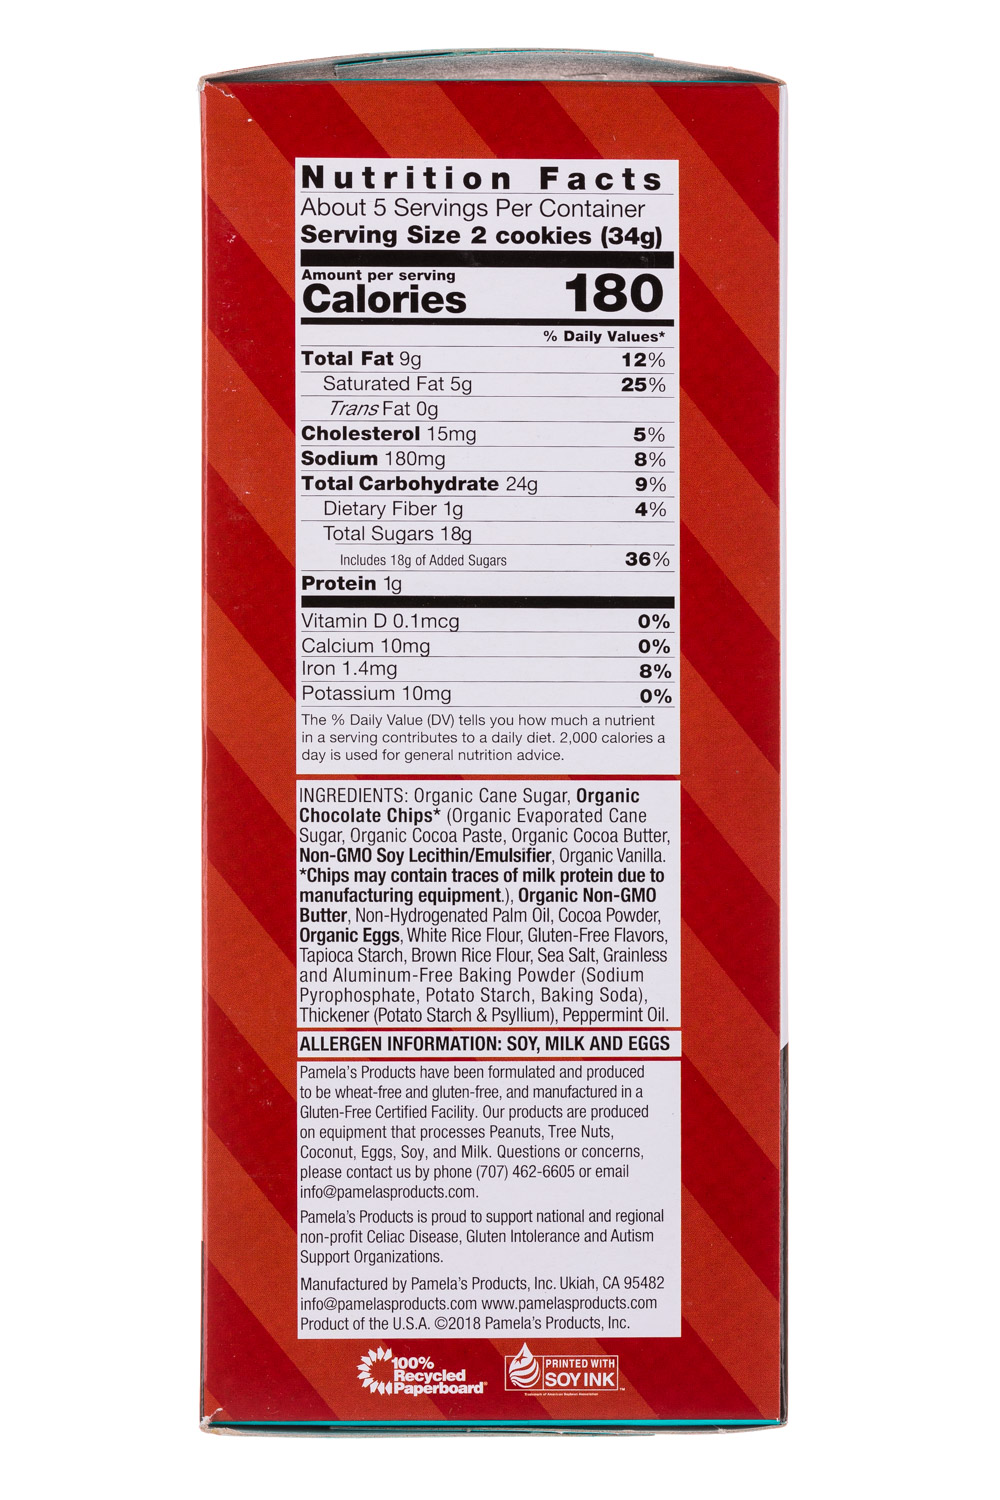 Nutrition Facts
About 5 Servings Per Container
Serving Size 2 cookies (34g)
Amount per serving
Calories 180
% Daily Values*
Total Fat 9g 12%
Saturated Fat 5g 25%
Trans Fat 0g
Cholesterol 15mg 5%
Sodium 180mg 8%
Total Carbohydrate 24g 9%
Dietary Fiber 1g 4%
Total Sugars 18g
Includes 18g of Added Sugars 36%
Protein 1g
Vitamin D 0.1mcg 0%
Calcium 10mg 0%
Iron 1.4mg 8%
Potassium 10mg 0%
The % Daily Value (DV) tells you how much a nutrient
in a serving contributes to a daily diet. 2,000 calories a
day is used for general nutrition advice.
INGREDIENTS: Organic Cane Sugar, Organic
Chocolate Chips* (Organic Evaporated Cane
Sugar, Organic Cocoa Paste, Organic Cocoa Butter,
Non-GMO Soy Lecithin/Emulsifier, Organic Vanilla.
*Chips may contain traces of milk protein due to
manufacturing equipment.), Organic Non-GMO
Butter, Non-Hydrogenated Palm Oil, Cocoa Powder,
Organic Eggs, White Rice Flour, Gluten-Free Flavors,
Tapioca Starch, Brown Rice Flour, Sea Salt, Grainless
and Aluminum-Free Baking Powder (Sodium
Pyrophosphate, Potato Starch, Baking Soda),
Thickener (Potato Starch & Psyllium), Peppermint Oil.
ALLERGEN INFORMATION: SOY, MILK AND EGGS
Pamela's Products have been formulated and produced
to be wheat-free and gluten-free, and manufactured in a
Gluten-Free Certified Facility. Our products are produced
on equipment that processes Peanuts, Tree Nuts,
Coconut, Eggs, Soy, and Milk. Questions or concerns,
please contact us by phone (707) 462-6605 or email
info@pamelasproducts.com.
Pamela's Products is proud to support national and regional
non-profit Celiac Disease, Gluten Intolerance and Autism
Support Organizations.
Manufactured by Pamela's Products, Inc. Ukiah, CA 95482
info@pamelasproducts.com www.pamelasproducts.com
Product of the U.S.A. ©2018 Pamela's Products, Inc.
100%
Recycled
Paperboard
PRINTED WITH
SOY INK™
Trademark of American Soybean Association